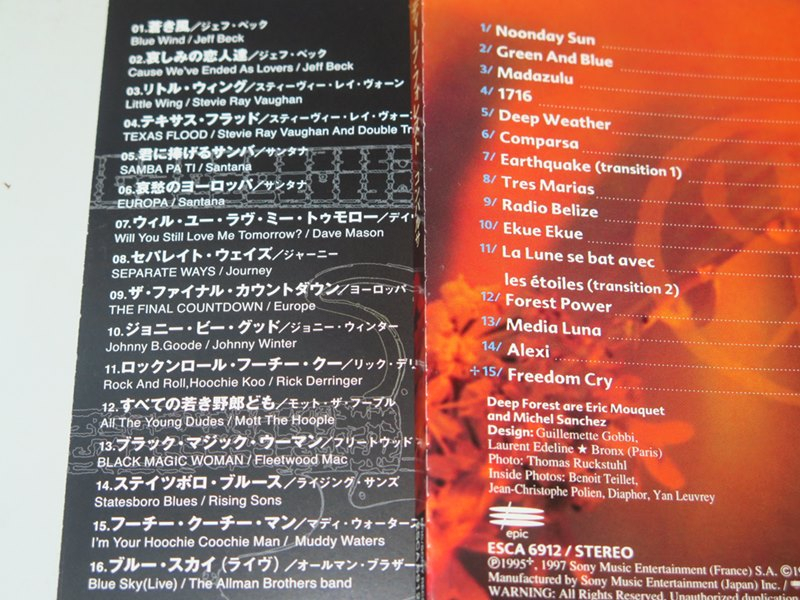 01.蒼き風／ジェフ・ベック
Blue Wind / Jeff Beck
02.哀しみの恋人達／ジェフ・ベック
Cause We've Ended As Lovers / Jeff Beck
03.リトル・ウィング／スティーヴィー・レイ・ヴォーン
Little Wing / Stevie Ray Vaughan
04.テキサス・フラッド／スティーヴィー・レイ・ヴォーン
TEXAS FLOOD / Stevie Ray Vaughan And Double Tr
05.君に捧げるサンバ／サンタナ
SAMBA PA TI / Santana
06.哀愁のヨーロッパ／サンタナ
EUROPA / Santana
07.ウィル・ユー・ラヴ・ミー・トゥモロー／デイ
Will You Still Love Me Tomorrow? / Dave Mason
08.セパレイト・ウェイズ／ジャーニー
SEPARATE WAYS / Journey
09.ザ・ファイナル・カウントダウン／ヨーロッパ
THE FINAL COUNTDOWN / Europe
10.ジョニー・ビー・グッド／ジョニー・ウィンター
Johnny B.Goode / Johnny Winter
11.ロックンロール・フーチー・クー／リック・デリ
Rock And Roll,Hoochie Koo / Rick Derringer
12.すべての若き野郎ども／モット・ザ・フープル
All The Young Dudes / Mott The Hoople
13.ブラック・マジック・ウーマン／フリートウッド
BLACK MAGIC WOMAN / Fleetwood Mac
14.ステイツボロ・ブルース／ライジング・サンズ
Statesboro Blues / Rising Sons
15.フーチー・クーチー・マン／マディ・ウォーターズ
I'm Your Hoochie Coochie Man / Muddy Waters
16.ブルー・スカイ（ライヴ）／オールマン・ブラザー
Blue Sky(Live) / The Allman Brothers band
1/ Noonday Sun
2/ Green And Blue
3/ Madazulu
4/ 1716
5/ Deep Weather
6/ Comparsa
7/ Earthquake (transition 1)
8/ Tres Marias
9/ Radio Belize
10/ Ekue Ekue
11/ La Lune se bat avec
les étoiles (transition 2)
12/ Forest Power
13/ Media Luna
14/ Alexi
+15/ Freedom Cry
Deep Forest are Eric Mouquet
and Michel Sanchez
Design: Guillemette Gobbi,
Laurent Edeline ★ Bronx (Paris)
Photo: Thomas Ruckstuhl
Inside Photos: Benoit Teillet,
Jean-Christophe Polien, Diaphor, Yan Leuvrey
epic
ESCA 6912 / STEREO
℗1995+, 1997 Sony Music Entertainment (France) S.A. ©19
Manufactured by Sony Music Entertainment (Japan) Inc. /
WARNING: All Rights Reserved. Unauthorized duplication